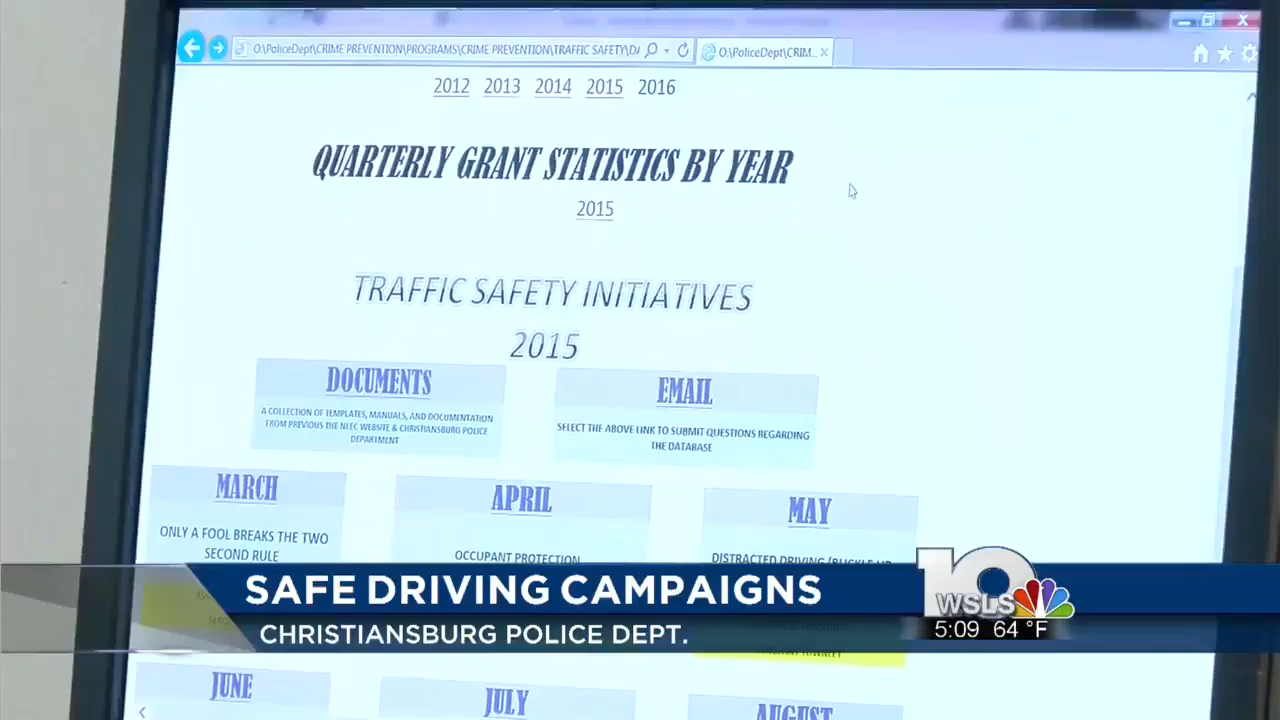 O:\PoliceDept\CRIME PREVENTION\PROGRAMS\CRIME PREVENTION\TRAFFIC SAFETY\DA
O:\PoliceDept\CRIM...
2012 2013 2014 2015 2016
QUARTERLY GRANT STATISTICS BY YEAR
2015
TRAFFIC SAFETY INITIATIVES
2015
DOCUMENTS
A COLLECTION OF TEMPLATES, MANUALS, AND DOCUMENTATION
FROM PREVIOUS THE NLEC WEBSITE & CHRISTIANSBURG POLICE
DEPARTMENT
EMAIL
SELECT THE ABOVE LINK TO SUBMIT QUESTIONS REGARDING
THE DATABASE
MARCH
ONLY A FOOL BREAKS THE TWO
SECOND RULE
APRIL
OCCUPANT PROTECTION
MAY
DISTRACTED DRIVING/BUCKLE UP
SAFE DRIVING CAMPAIGNS
CHRISTIANSBURG POLICE DEPT.
10
WSLS
5:09 64 °F
JUNE
JULY
AUGUST